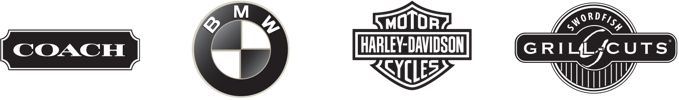 COACH
BMW
MOTOR
HARLEY-DAVIDSON
CYCLES
SWORDFISH
GRILL CUTS